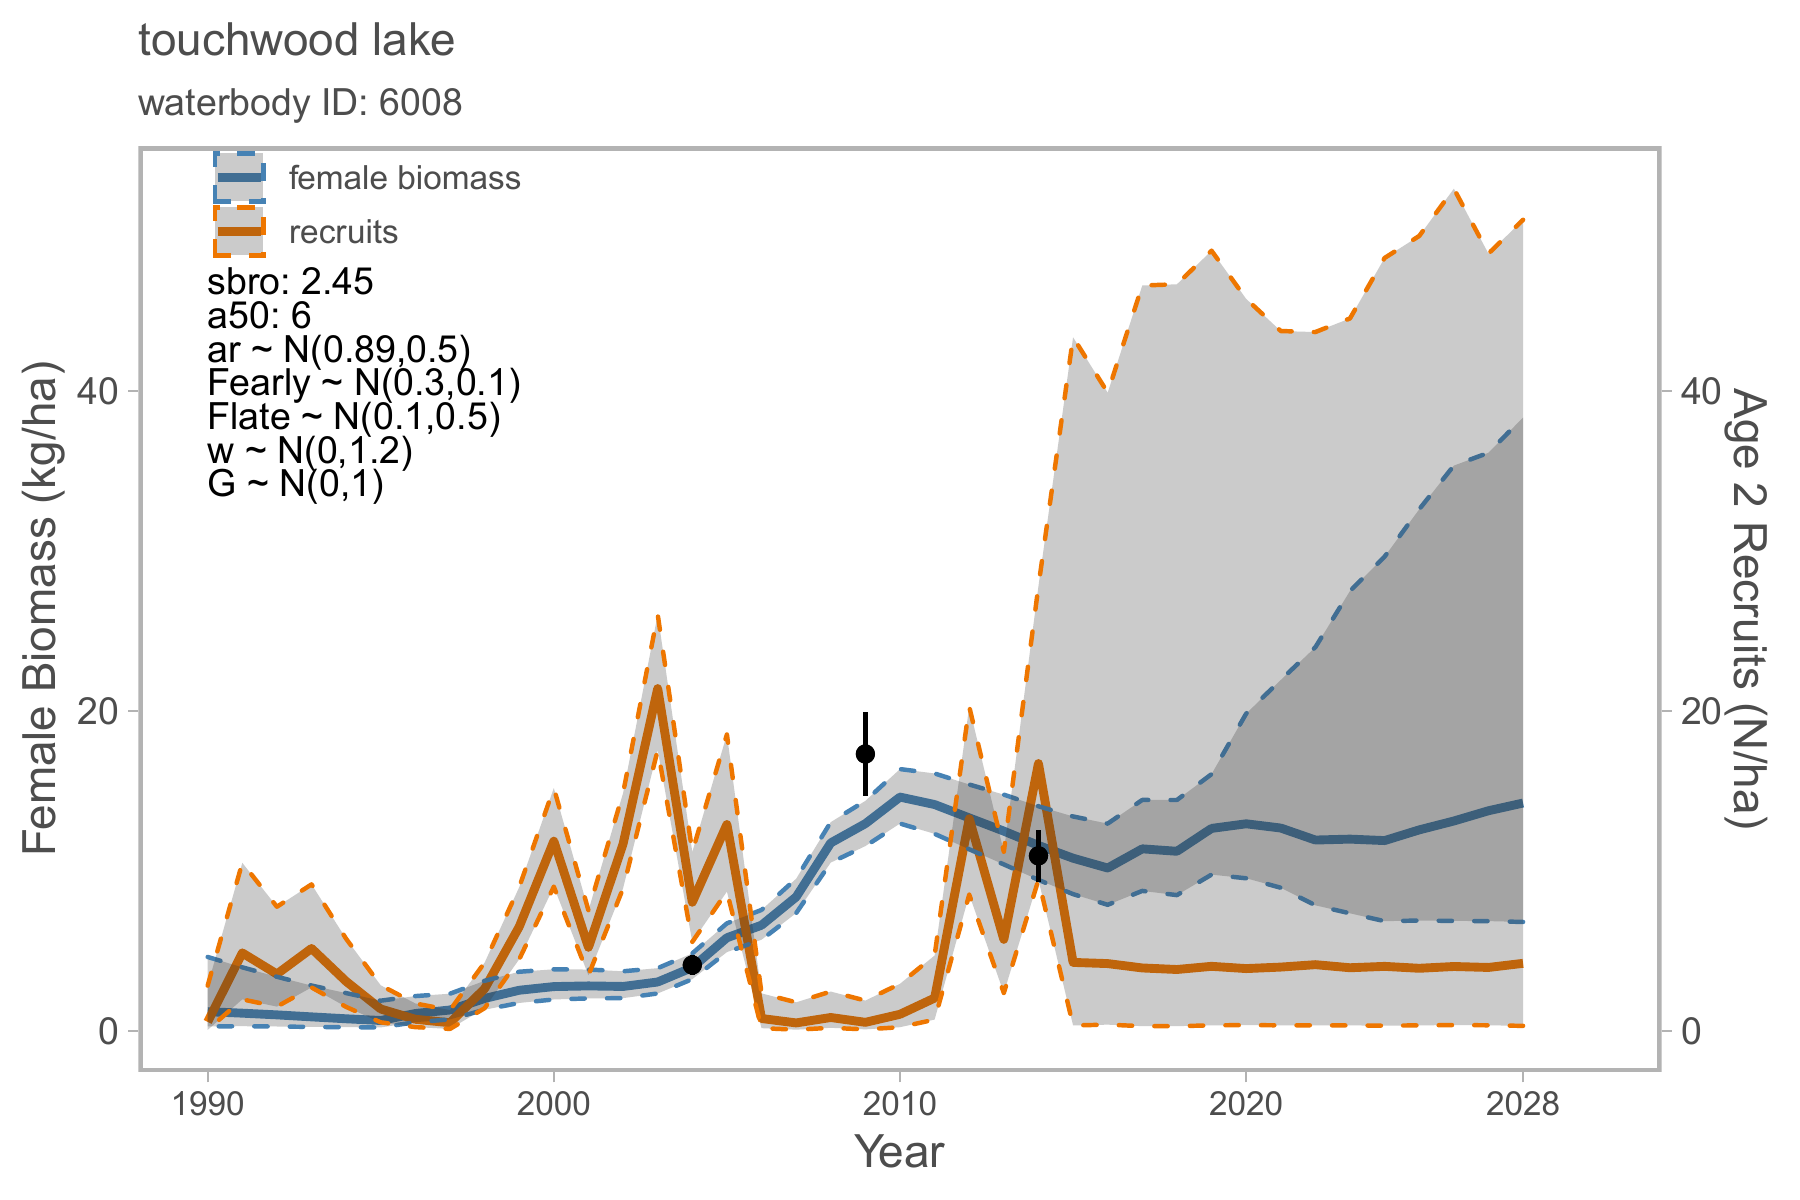 touchwood lake
waterbody ID: 6008
female biomass
recruits
sbro: 2.45
a50: 6
ar ~ N(0.89,0.5)
Fearly ~ N(0.3,0.1)
Flate ~ N(0.1,0.5)
w ~ N(0,1.2)
G ~ N(0,1)
Female Biomass (kg/ha)
40
20
0
40
20
0
Age 2 Recruits (N/ha)
1990 2000 2010 2020 2028
Year